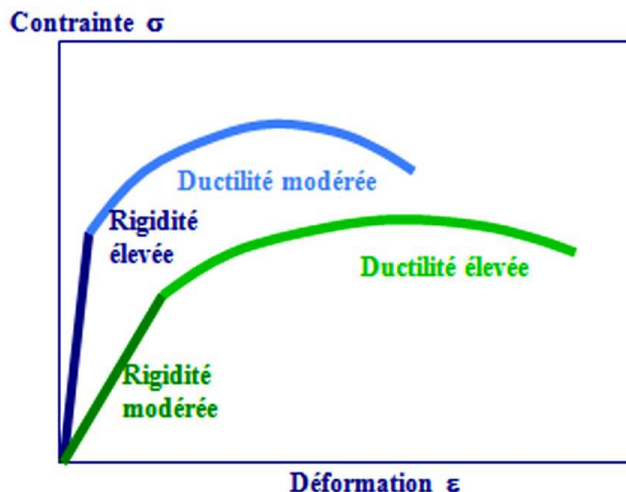 Contrainte σ
Ductilité modérée
Rigidité
élevée
Ductilité élevée
Rigidité
modérée
Déformation ε